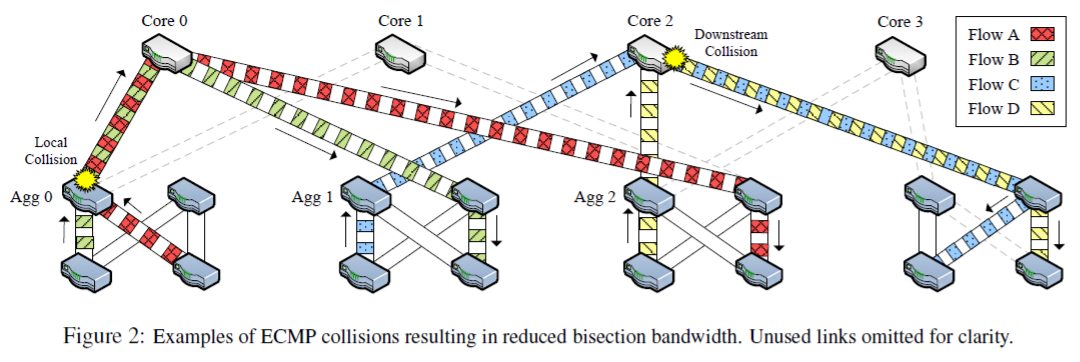 Core 0
Core 1
Core 2
Core 3
Downstream
Collision
Flow A
Flow B
Flow C
Flow D
Local
Collision
Agg 0
Agg 1
Agg 2
Figure 2: Examples of ECMP collisions resulting in reduced bisection bandwidth. Unused links omitted for clarity.